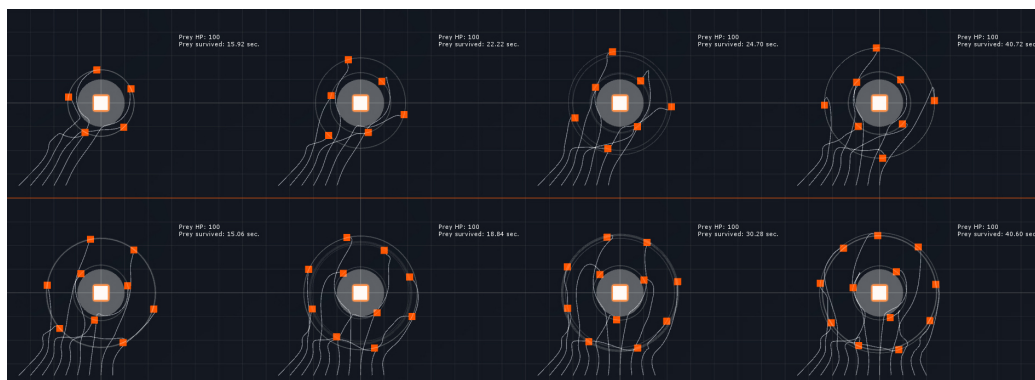 Prey HP: 100
Prey survived: 15.92 sec.
Prey HP: 100
Prey survived: 22.22 sec.
Prey HP: 100
Prey survived: 24.70 sec.
Prey HP: 100
Prey survived: 40.72 sec.
Prey HP: 100
Prey survived: 15.06 sec.
Prey HP: 100
Prey survived: 18.84 sec.
Prey HP: 100
Prey survived: 30.28 sec.
Prey HP: 100
Prey survived: 40.60 sec.